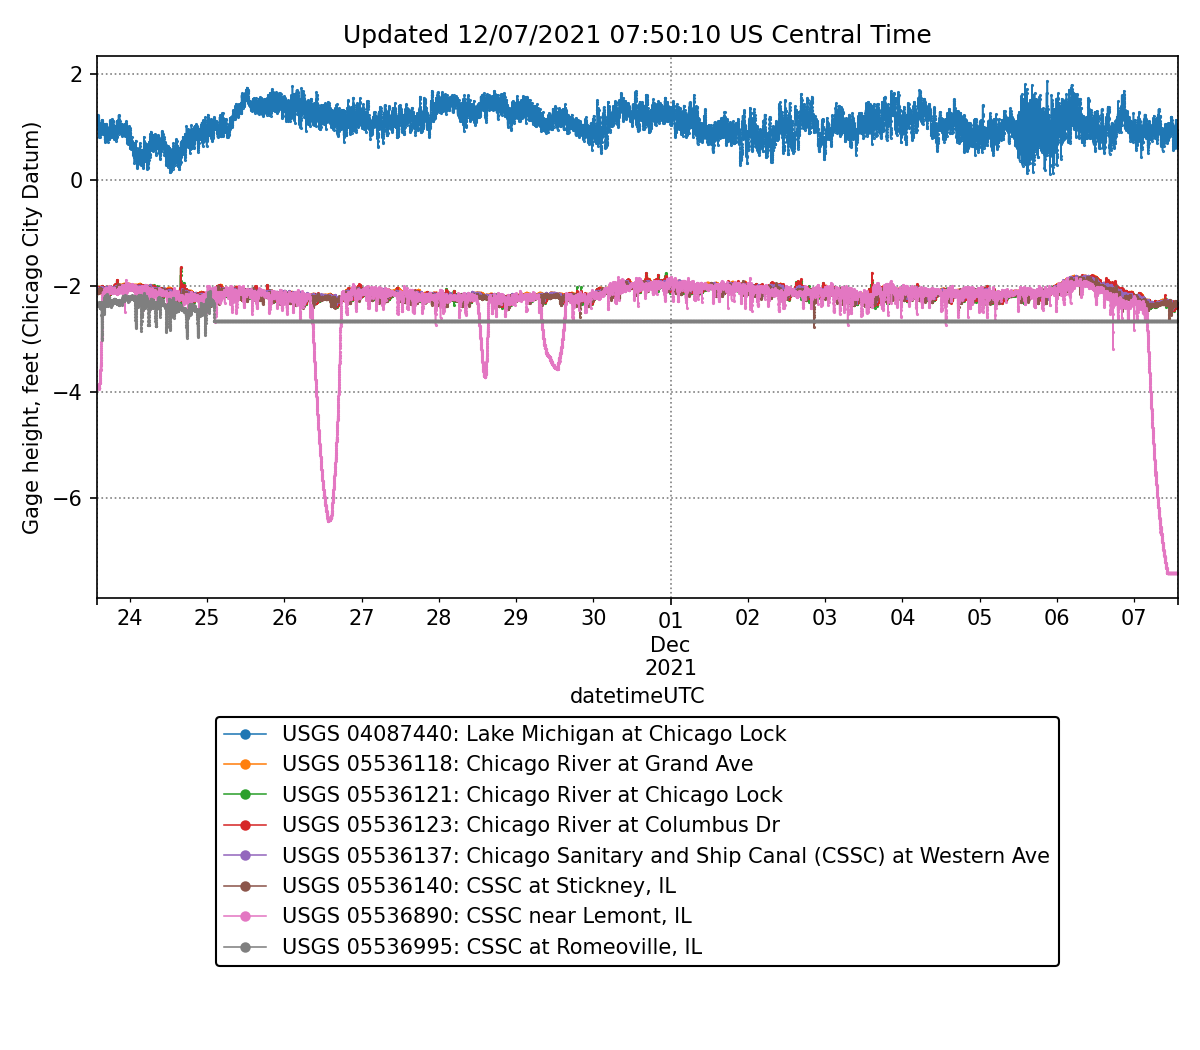 Updated 12/07/2021 07:50:10 US Central Time
Gage height, feet (Chicago City Datum)
2
0
−2
−4
−6
24 25 26 27 28 29 30 01 02 03 04 05 06 07
Dec
2021
datetimeUTC
USGS 04087440: Lake Michigan at Chicago Lock
USGS 05536118: Chicago River at Grand Ave
USGS 05536121: Chicago River at Chicago Lock
USGS 05536123: Chicago River at Columbus Dr
USGS 05536137: Chicago Sanitary and Ship Canal (CSSC) at Western Ave
USGS 05536140: CSSC at Stickney, IL
USGS 05536890: CSSC near Lemont, IL
USGS 05536995: CSSC at Romeoville, IL